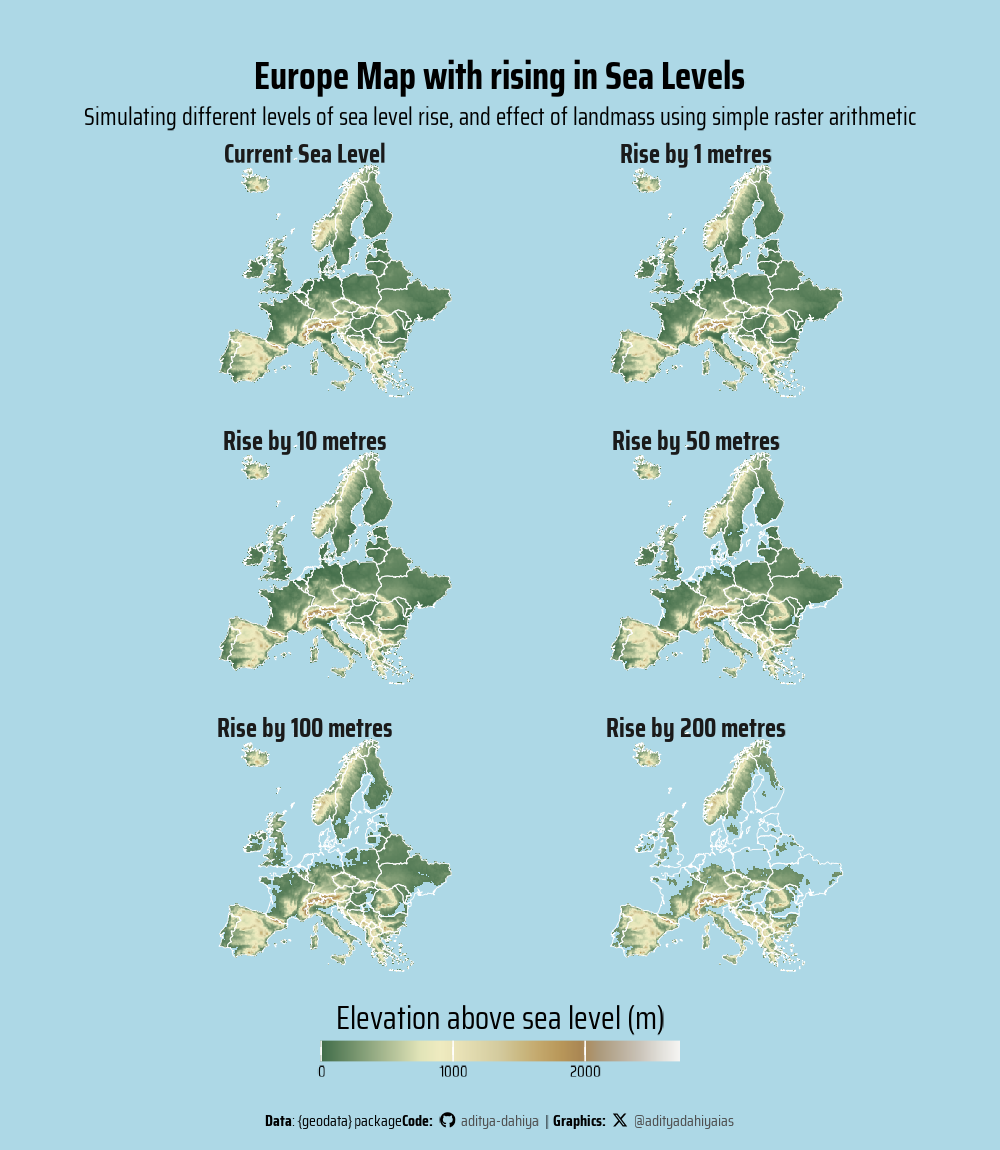 Europe Map with rising in Sea Levels
Simulating different levels of sea level rise, and effect of landmass using simple raster arithmetic
Current Sea Level
Rise by 1 metres
Rise by 10 metres
Rise by 50 metres
Rise by 100 metres
Rise by 200 metres
Elevation above sea level (m)
0 1000 2000
Data: {geodata} packageCode: aditya-dahiya | Graphics: @adityadahiyaias